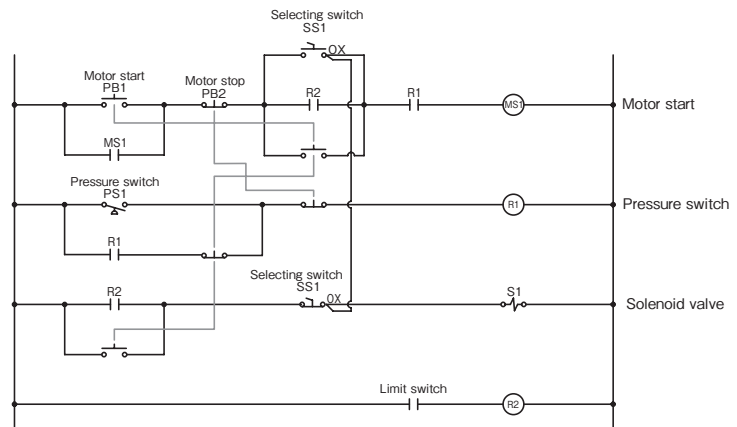 Selecting switch
SS1
OX
Motor start
PB1
Motor stop
PB2
R2
R1
MS1
Motor start
MS1
Pressure switch
PS1
R1
Pressure switch
R1
Selecting switch
SS1
R2
OX
S1
Solenoid valve
Limit switch
R2